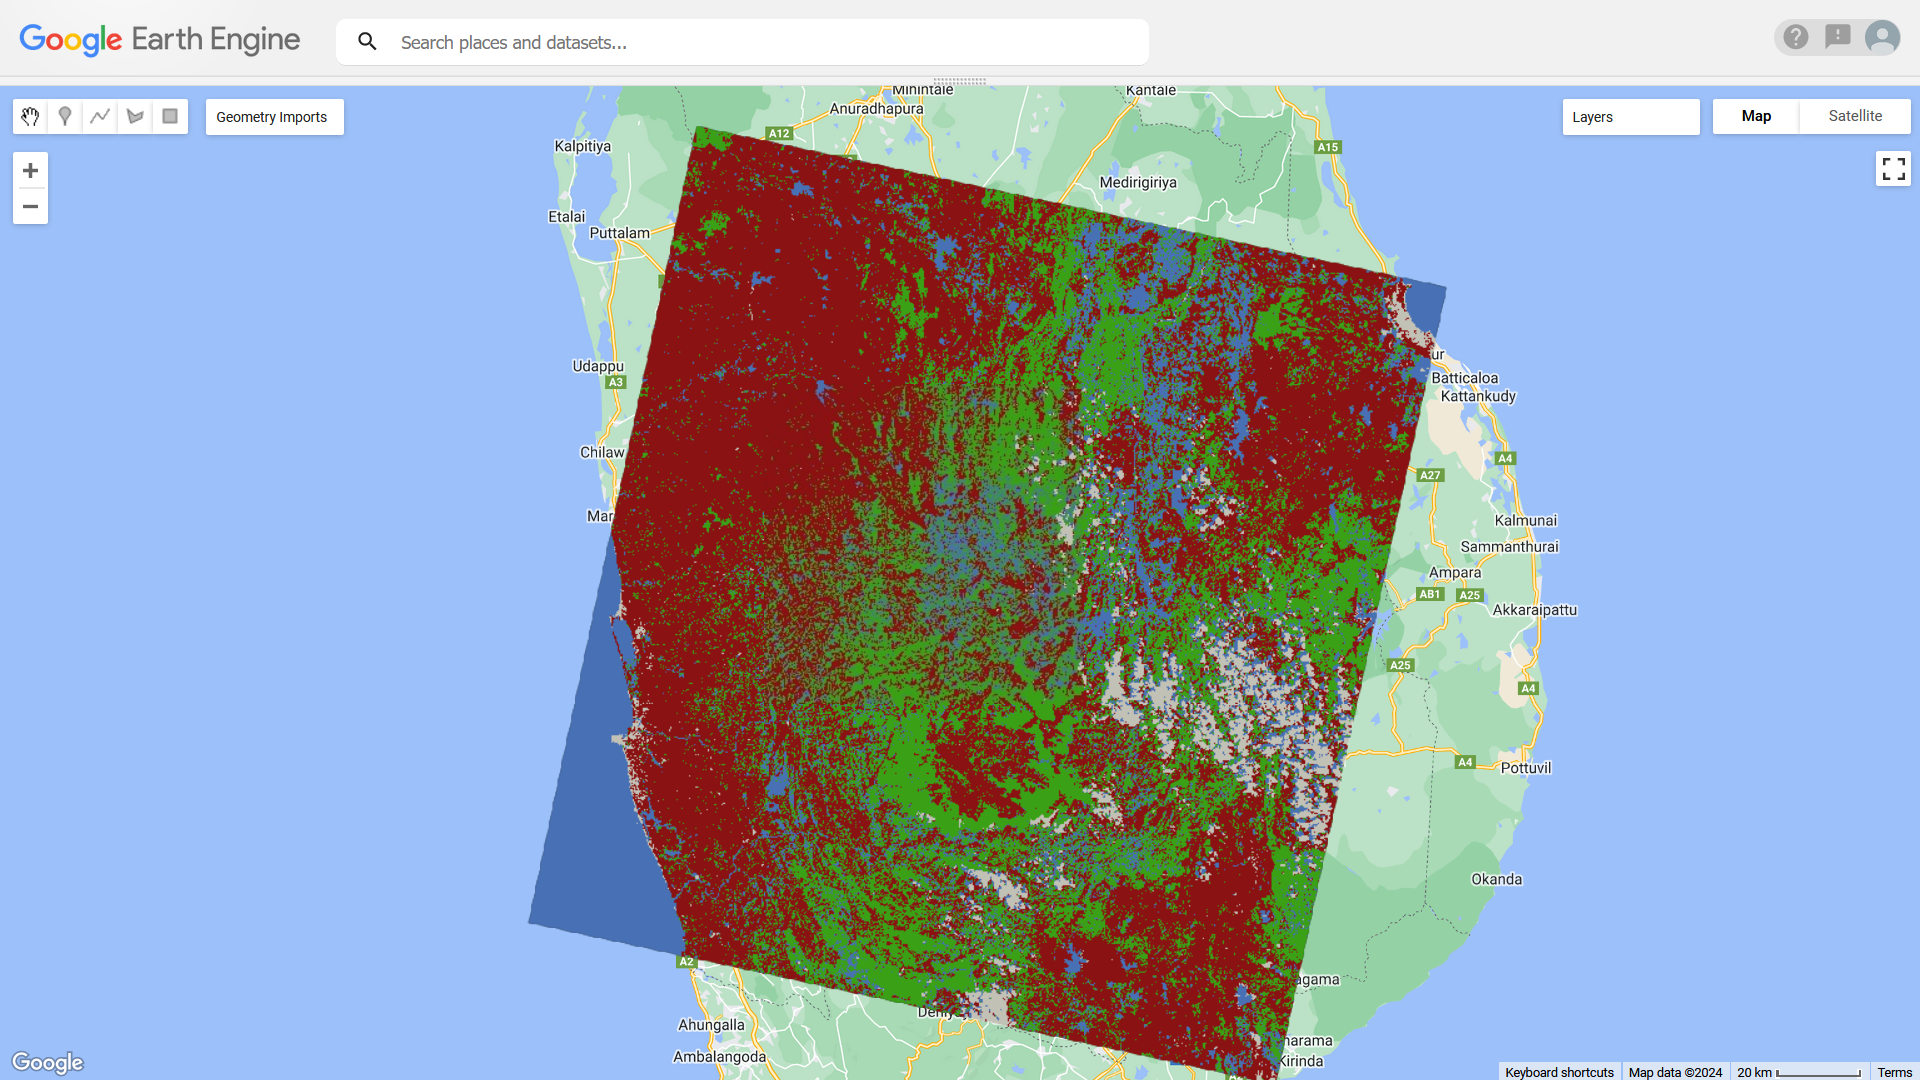 Google Earth Engine
Search places and datasets...
Geometry Imports
Layers
Map
Satellite
Minintale
Kantale
Anuradhapura
A12
A15
Kalpitiya
Medirigiriya
Etalai
Puttalam
Udappu
A3
ur
Batticaloa
Kattankudy
Chilaw
A4
A27
Mar
Kalmunai
Sammanthurai
Ampara
AB1
A25
Akkaraipattu
A25
A4
A4
Pottuvil
Okanda
A2
agama
Deniy
Ahungalla
Ambalangoda
harama
Kirinda
Google
Keyboard shortcuts
Map data ©2024
20 km
Terms